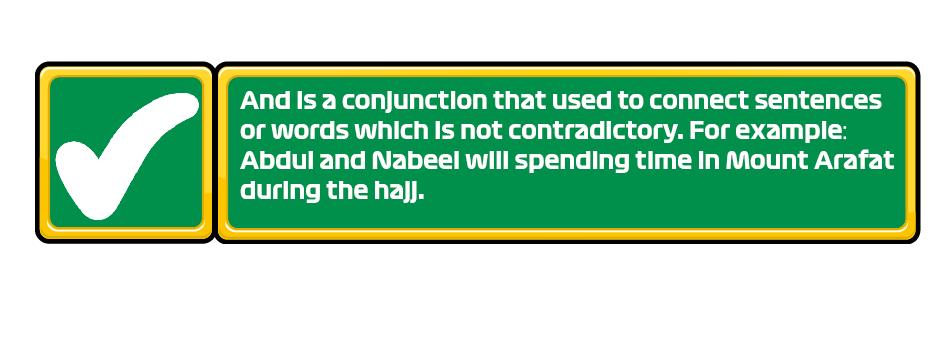 And is a conjunction that used to connect sentences
or words which is not contradictory. For example:
Abdul and Nabeel will spending time in Mount Arafat
during the hajj.